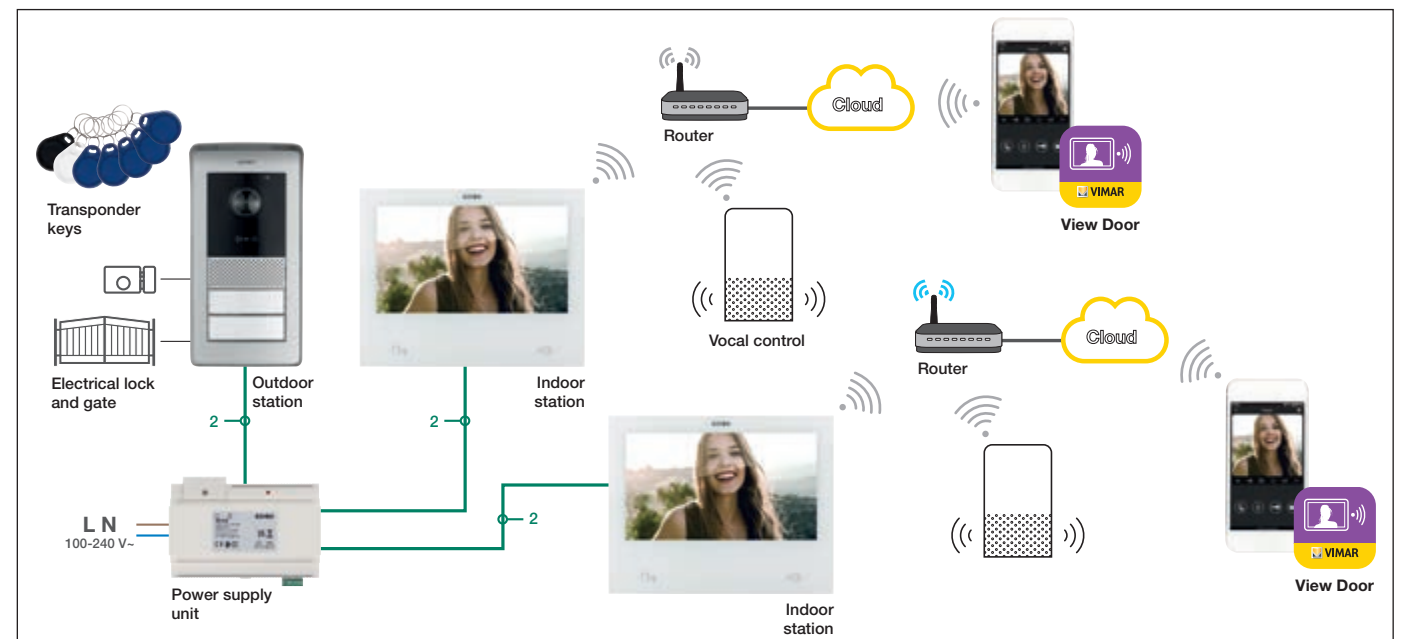 Transponder
keys
Electrical lock
and gate
Outdoor
station
2
2
2
L N
100-240 V~
Power supply
unit
Indoor
station
Indoor
station
Router
Cloud
VIMAR
View Door
Vocal control
Router
Cloud
VIMAR
View Door